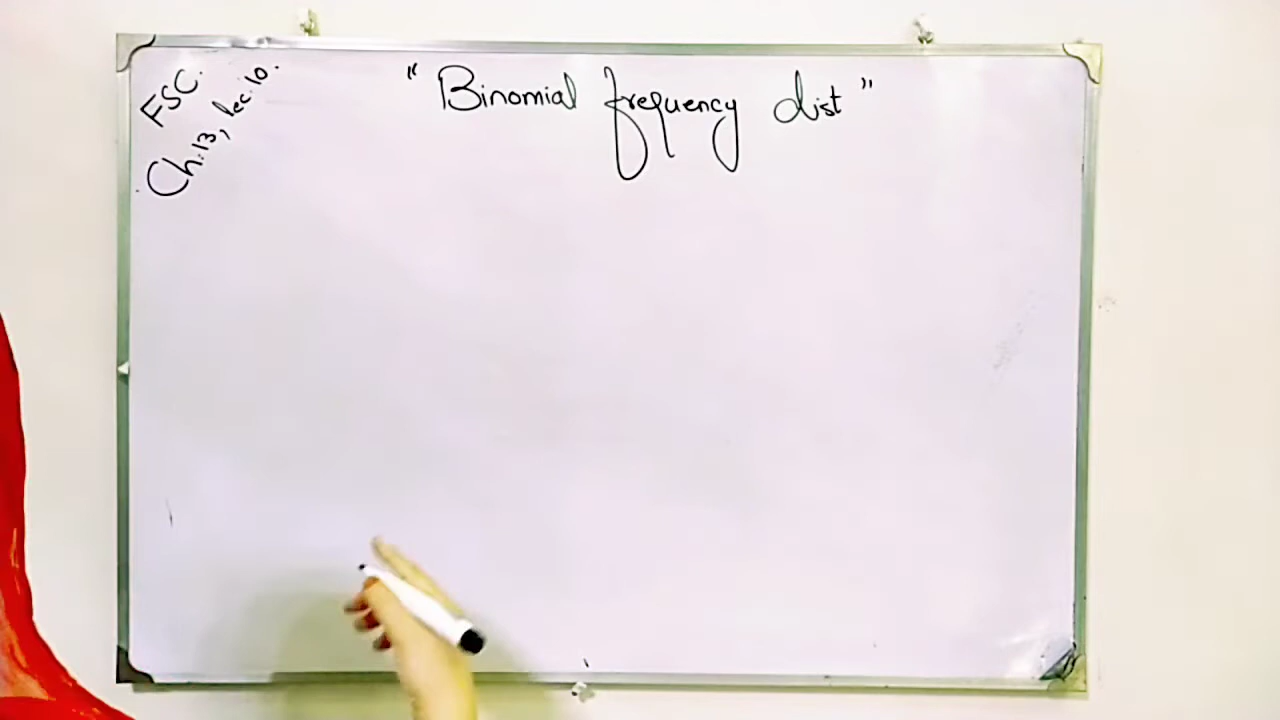 FSC.
Ch.13, Lec.10.
"Binomial frequency dist"